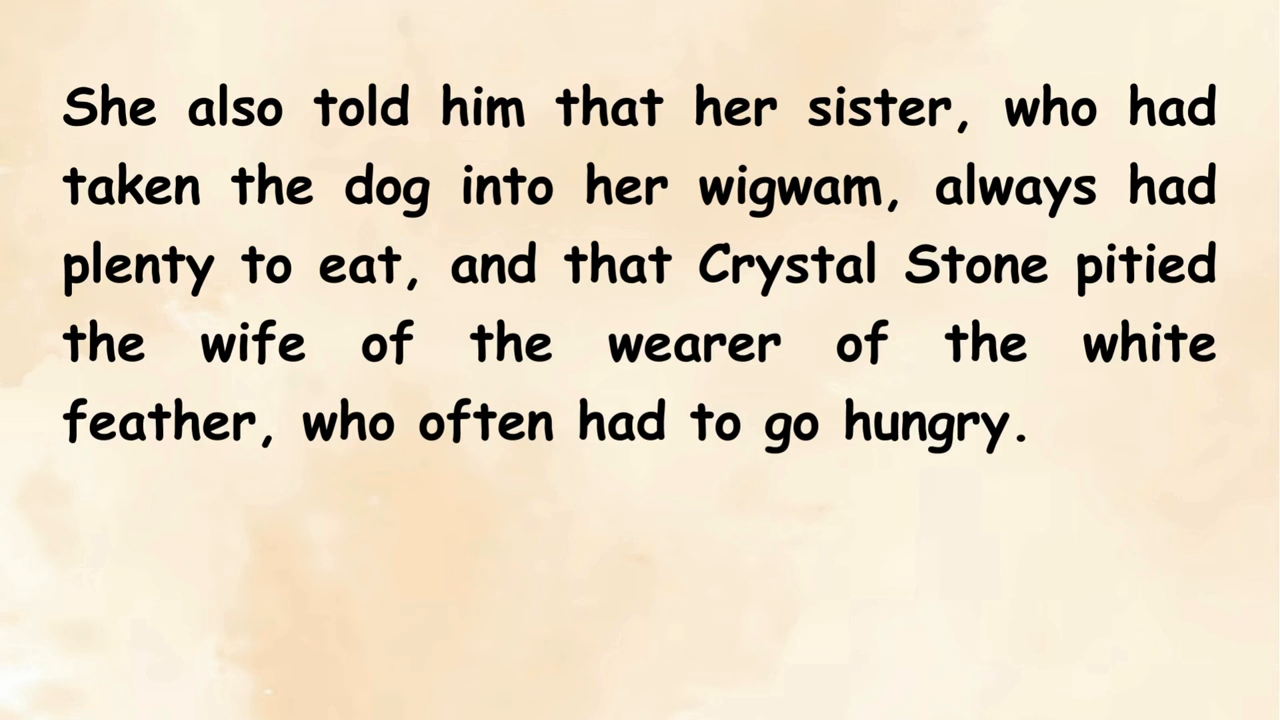 She also told him that her sister, who had
taken the dog into her wigwam, always had
plenty to eat, and that Crystal Stone pitied
the wife of the wearer of the white
feather, who often had to go hungry.